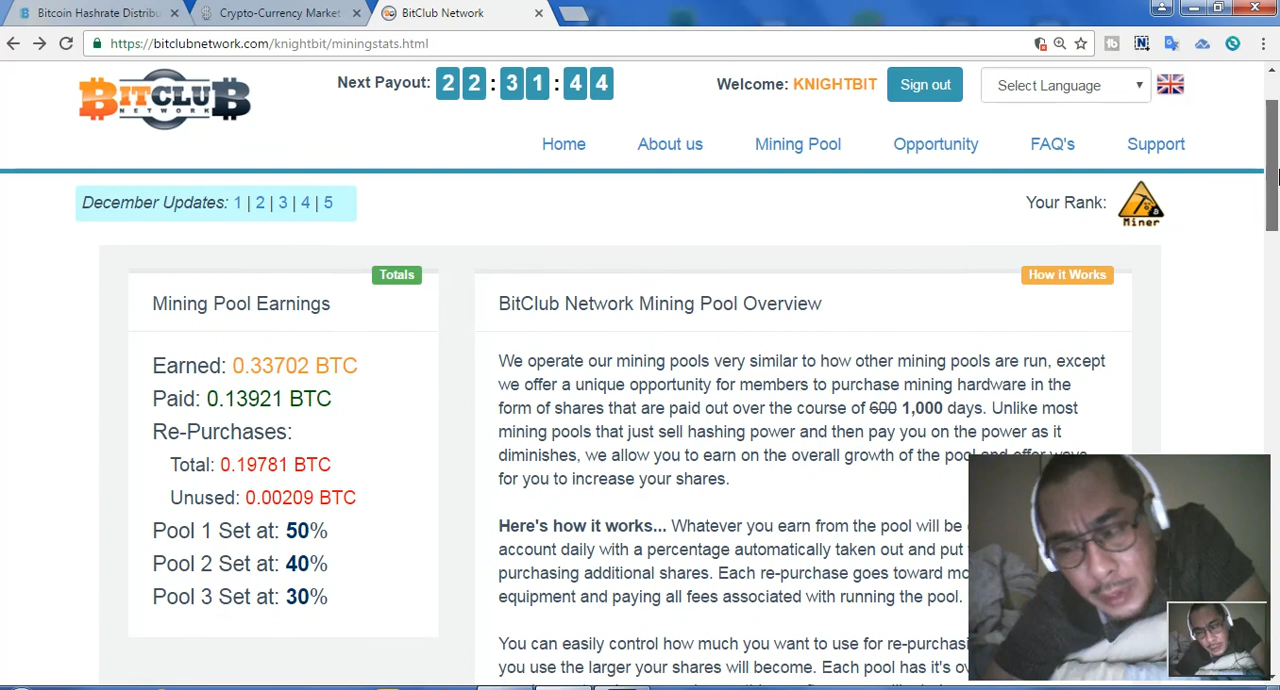 Bitcoin Hashrate Distribu
Crypto-Currency Market
BitClub Network
https://bitclubnetwork.com/knightbit/miningstats.html
BITCLUB
NETWORK
Next Payout: 22:31:44
Welcome: KNIGHTBIT
Sign out
Select Language
Home
About us
Mining Pool
Opportunity
FAQ's
Support
December Updates: 1 | 2 | 3 | 4 | 5
Your Rank:
Miner
Totals
Mining Pool Earnings
Earned: 0.33702 BTC
Paid: 0.13921 BTC
Re-Purchases:
Total: 0.19781 BTC
Unused: 0.00209 BTC
Pool 1 Set at: 50%
Pool 2 Set at: 40%
Pool 3 Set at: 30%
How it Works
BitClub Network Mining Pool Overview
We operate our mining pools very similar to how other mining pools are run, except
we offer a unique opportunity for members to purchase mining hardware in the
form of shares that are paid out over the course of 600 1,000 days. Unlike most
mining pools that just sell hashing power and then pay you on the power as it
diminishes, we allow you to earn on the overall growth of the pool and offer ways
for you to increase your shares.
Here's how it works... Whatever you earn from the pool will be
account daily with a percentage automatically taken out and put
purchasing additional shares. Each re-purchase goes toward mo
equipment and paying all fees associated with running the pool.
You can easily control how much you want to use for re-purchasi
you use the larger your shares will become. Each pool has it's ov